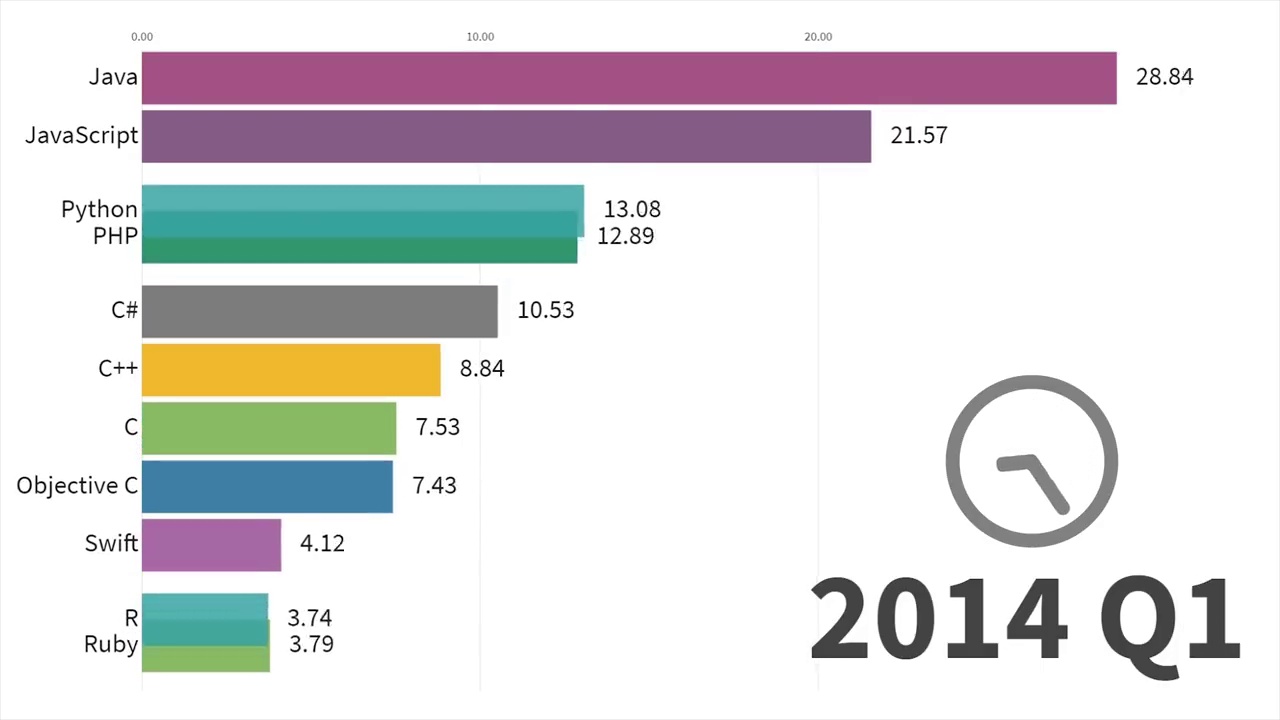 0.00 10.00 20.00
Java 28.84
JavaScript 21.57
Python 13.08
PHP 12.89
C# 10.53
C++ 8.84
C 7.53
Objective C 7.43
Swift 4.12
R 3.74
Ruby 3.79
2014 Q1